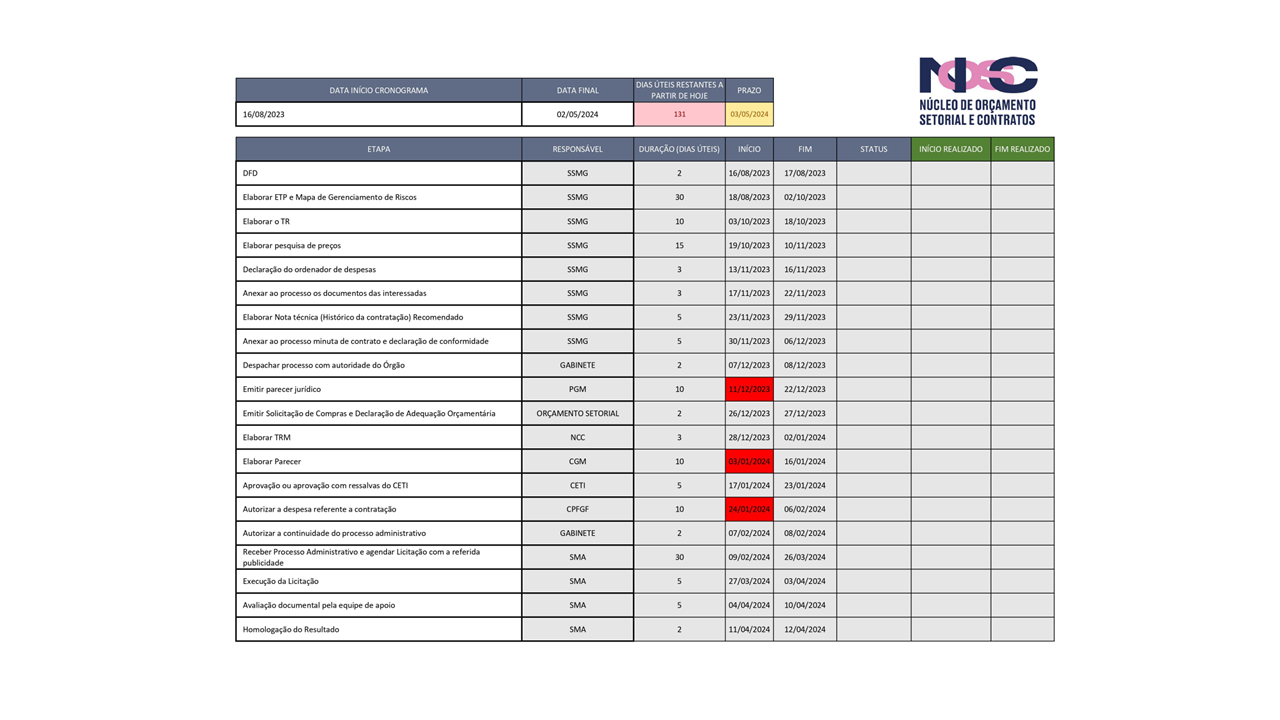 NOSC
NÚCLEO DE ORÇAMENTO
SETORIAL E CONTRATOS
DATA INÍCIO CRONOGRAMA DATA FINAL DIAS ÚTEIS RESTANTES A PARTIR DE HOJE PRAZO
16/08/2023 02/05/2024 131 03/05/2024
ETAPA RESPONSÁVEL DURAÇÃO (DIAS ÚTEIS) INÍCIO FIM STATUS INÍCIO REALIZADO FIM REALIZADO
DFD SSMG 2 16/08/2023 17/08/2023
Elaborar ETP e Mapa de Gerenciamento de Riscos SSMG 30 18/08/2023 02/10/2023
Elaborar o TR SSMG 10 03/10/2023 18/10/2023
Elaborar pesquisa de preços SSMG 15 19/10/2023 10/11/2023
Declaração do ordenador de despesas SSMG 3 13/11/2023 16/11/2023
Anexar ao processo os documentos das interessadas SSMG 3 17/11/2023 22/11/2023
Elaborar Nota técnica (Histórico da contratação) Recomendado SSMG 5 23/11/2023 29/11/2023
Anexar ao processo minuta de contrato e declaração de conformidade SSMG 5 30/11/2023 06/12/2023
Despachar processo com autoridade do Órgão GABINETE 2 07/12/2023 08/12/2023
Emitir parecer jurídico PGM 10 11/12/2023 22/12/2023
Emitir Solicitação de Compras e Declaração de Adequação Orçamentária ORÇAMENTO SETORIAL 2 26/12/2023 27/12/2023
Elaborar TRM NCC 3 28/12/2023 02/01/2024
Elaborar Parecer CGM 10 03/01/2024 16/01/2024
Aprovação ou aprovação com ressalvas do CETI CETI 5 17/01/2024 23/01/2024
Autorizar a despesa referente a contratação CPFGF 10 24/01/2024 06/02/2024
Autorizar a continuidade do processo administrativo GABINETE 2 07/02/2024 08/02/2024
Receber Processo Administrativo e agendar Licitação com a referida
publicidade SMA 30 09/02/2024 26/03/2024
Execução da Licitação SMA 5 27/03/2024 03/04/2024
Avaliação documental pela equipe de apoio SMA 5 04/04/2024 10/04/2024
Homologação do Resultado SMA 2 11/04/2024 12/04/2024